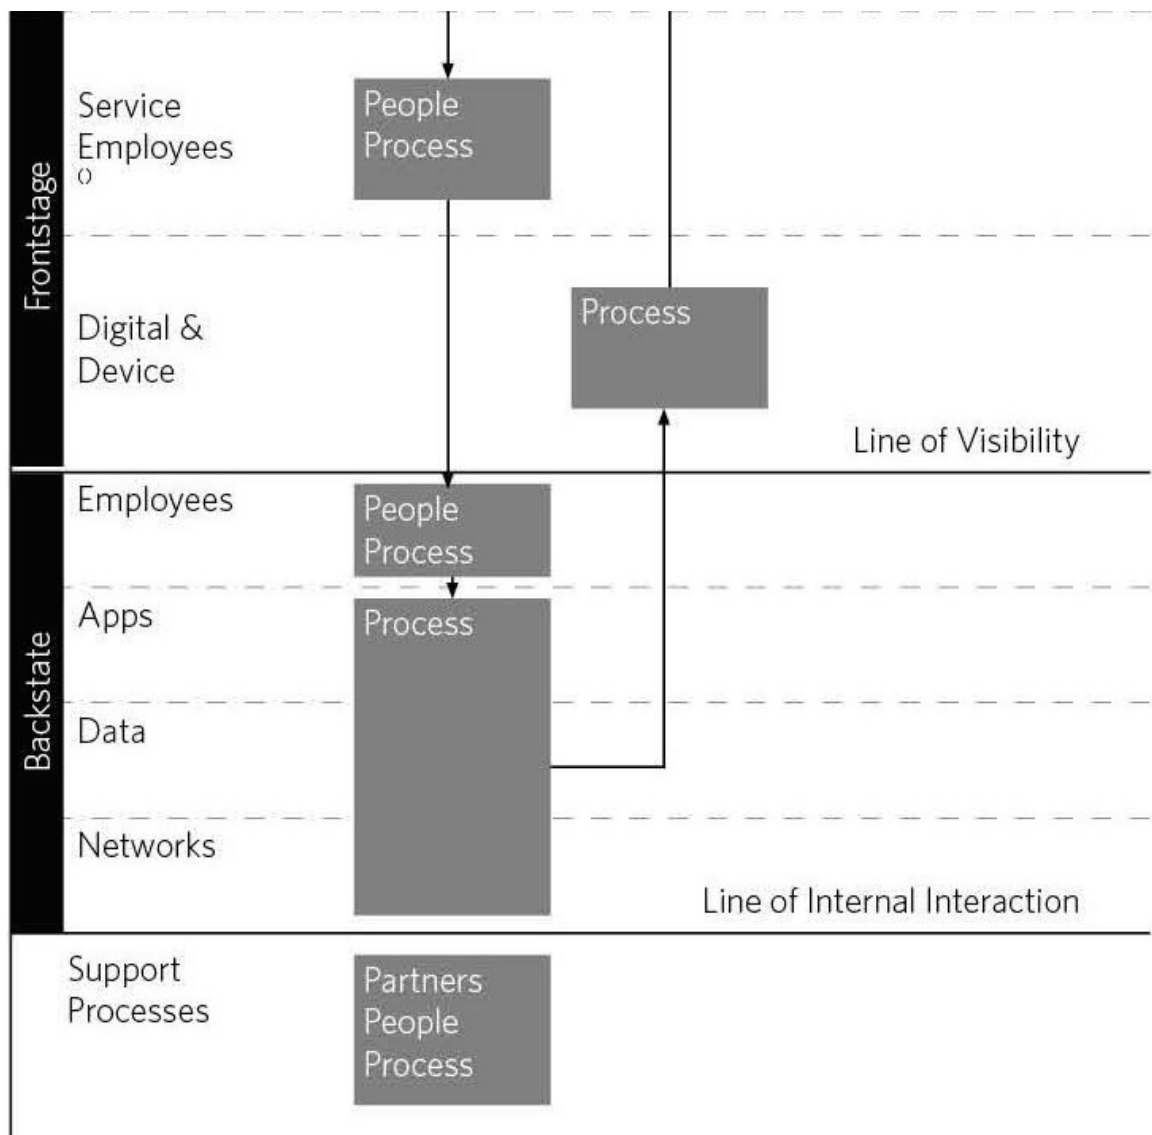 Frontstage
Service
Employees
()
People
Process
Digital &
Device
Process
Line of Visibility
Backstate
Employees
People
Process
Apps
Process
Data
Networks
Line of Internal Interaction
Support
Processes
Partners
People
Process